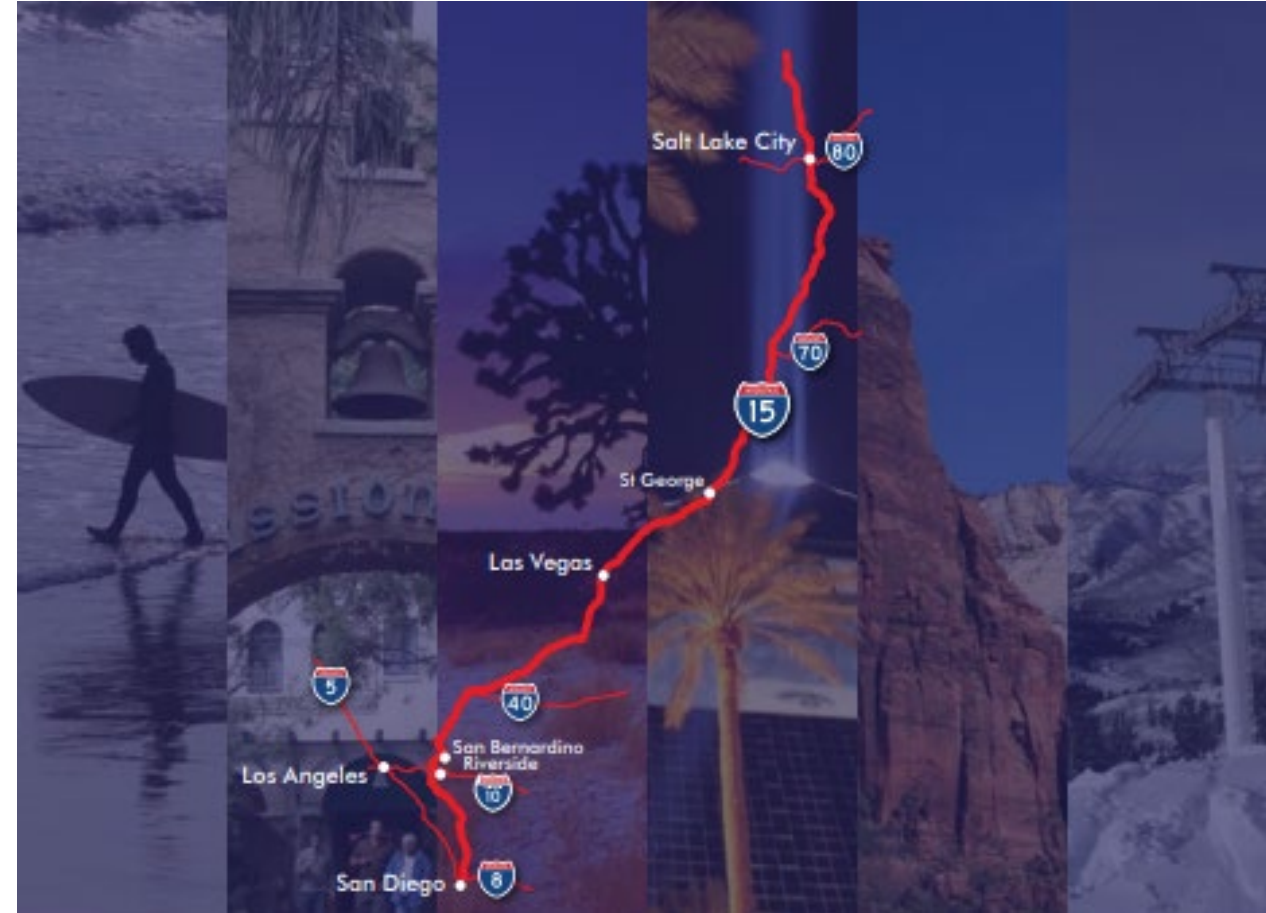 Salt Lake City
80
70
15
St George
ssion
Las Vegas
5
40
San Bernardino
Riverside
Los Angeles
10
San Diego
8